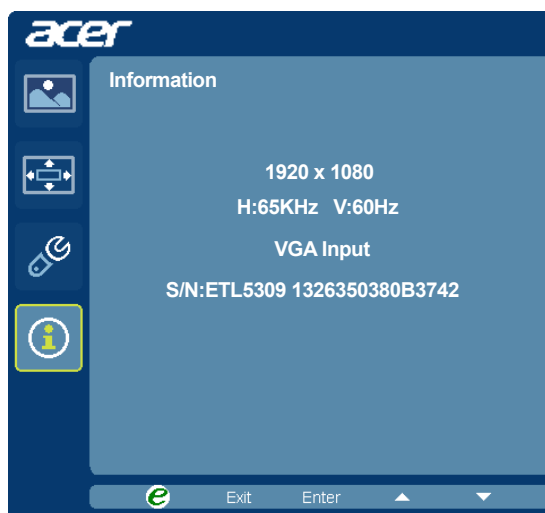 acer
Information
1920 x 1080
H:65KHz V:60Hz
VGA Input
S/N:ETL5309 1326350380B3742
e Exit Enter